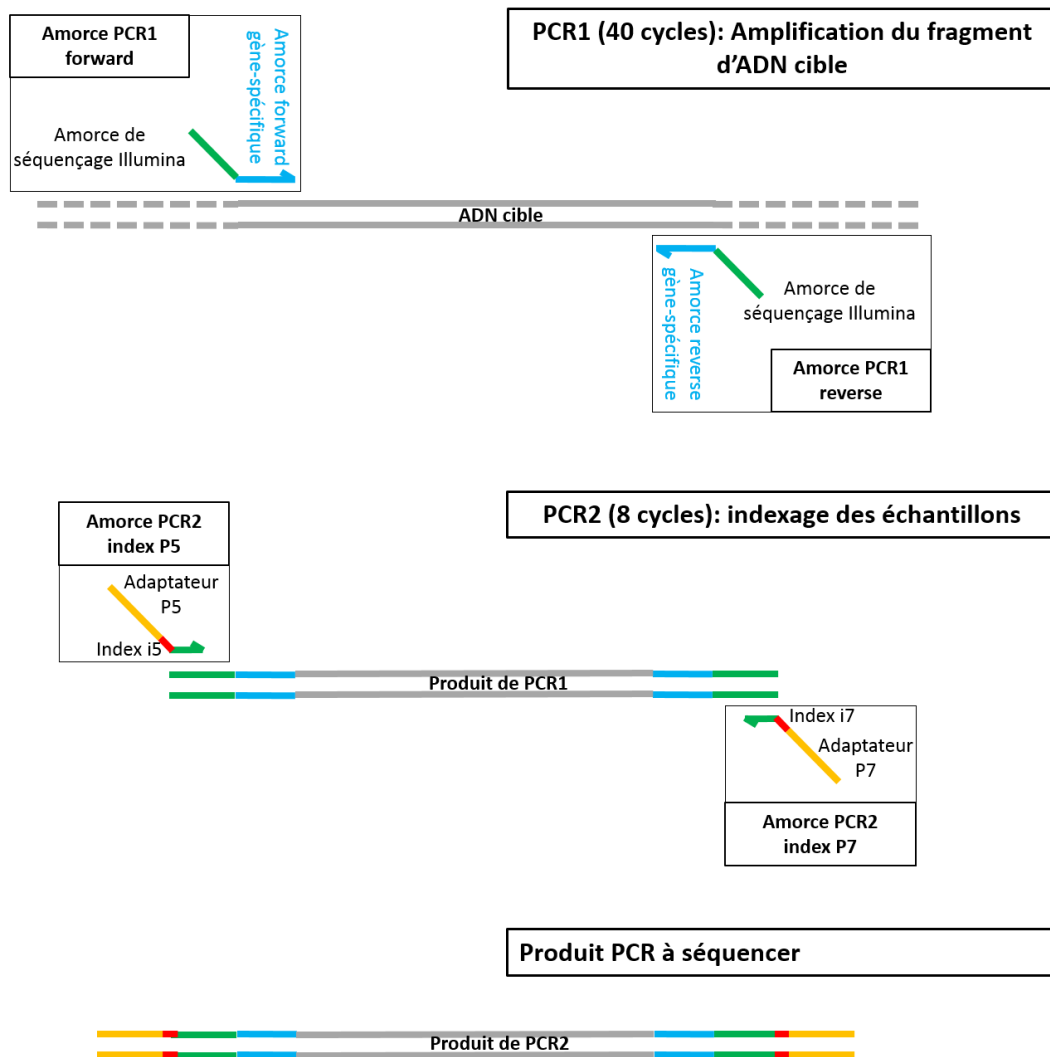 Amorce PCR1
forward
Amorce forward
gène-spécifique
Amorce de
séquençage Illumina
PCR1 (40 cycles): Amplification du fragment
d’ADN cible
ADN cible
Amorce reverse
gène-spécifique
Amorce de
séquençage Illumina
Amorce PCR1
reverse
PCR2 (8 cycles): indexage des échantillons
Amorce PCR2
index P5
Adaptateur
P5
Index i5
Produit de PCR1
Index i7
Adaptateur
P7
Amorce PCR2
index P7
Produit PCR à séquencer
Produit de PCR2